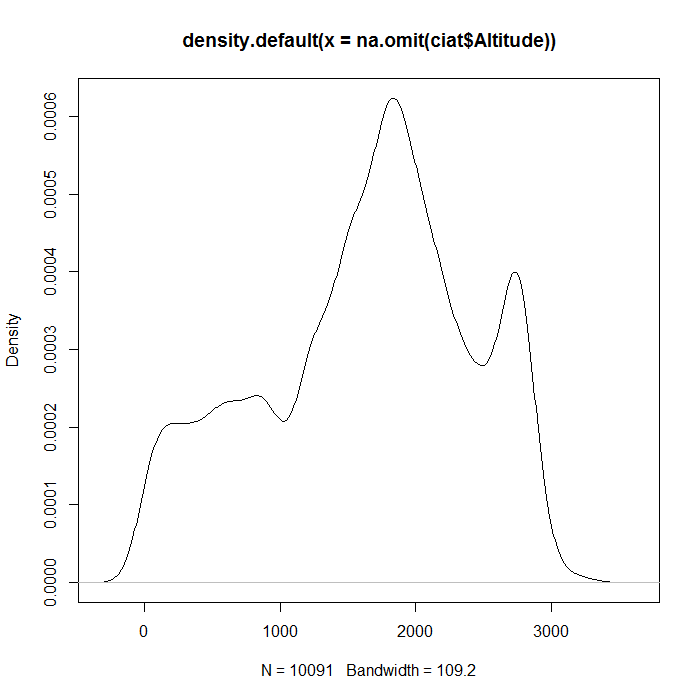 density.default(x = na.omit(ciat$Altitude))
Density
0.0006
0.0005
0.0004
0.0003
0.0002
0.0001
0.0000
0 1000 2000 3000
N = 10091 Bandwidth = 109.2